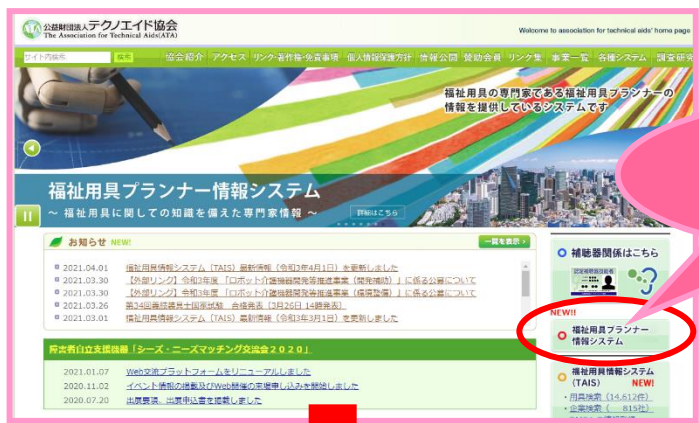 公益財団法人テクノエイド協会
The Association for Technical Aids(ATA)
Welcome to association for technical aids' home page
サイト内検索
検索
協会紹介 アクセス リンク・著作権・免責事項 個人情報保護方針 情報公開 賛助会員 リンク集 事業一覧 各種システム 調査研究
福祉用具の専門家である福祉用具プランナーの
情報を提供しているシステムです
福祉用具プランナー情報システム
～ 福祉用具に関しての知識を備えた専門家情報 ～
詳細はこちら
お知らせ NEW!
一覧を表示
2021.04.01 福祉用具情報システム（TAIS）最新情報（令和3年4月1日）を更新しました
2021.03.30 【外部リンク】令和3年度 「ロボット介護機器開発等推進事業（開発補助）」に係る公募について
2021.03.30 【外部リンク】令和3年度 「ロボット介護機器開発等推進事業（環境整備）」に係る公募について
2021.03.26 第34回義肢装具士国家試験 合格発表（3月26日 14時発表）
2021.03.01 福祉用具情報システム（TAIS）最新情報（令和3年3月1日）を更新しました
障害者自立支援機器「シーズ・ニーズマッチング交流会２０２０」
2021.01.07 Web交流プラットフォームをリニューアルしました
2020.11.02 イベント情報の掲載及びWeb開催の来場申し込みを開始しました
2020.07.20 出展要領、出展申込書を掲載しました
補聴器関係はこちら
NEW!!
福祉用具プランナー
情報システム
福祉用具情報システム
（TAIS） NEW!
・用具検索（14,612件）
・企業検索（ 815社）